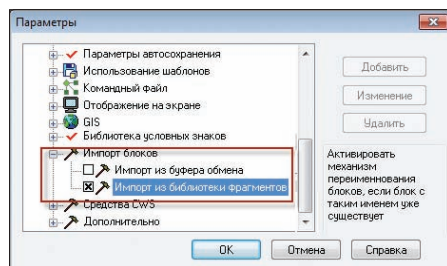 Параметры
Параметры автосохранения
Использование шаблонов
Командный файл
Отображение на экране
GIS
Библиотека условных знаков
Импорт блоков
Импорт из буфера обмена
Импорт из библиотеки фрагментов
Средства CWS
Дополнительно
Добавить
Изменение
Удалить
Активировать
механизм
переименования
блоков, если блок с
таким именем уже
существует
OK
Отмена
Справка